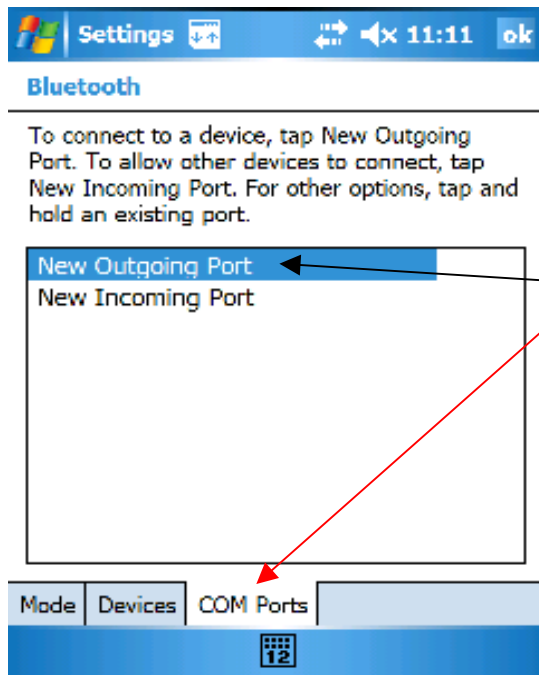 Settings 11:11 ok
Bluetooth
To connect to a device, tap New Outgoing
Port. To allow other devices to connect, tap
New Incoming Port. For other options, tap and
hold an existing port.
New Outgoing Port
New Incoming Port
Mode Devices COM Ports
12